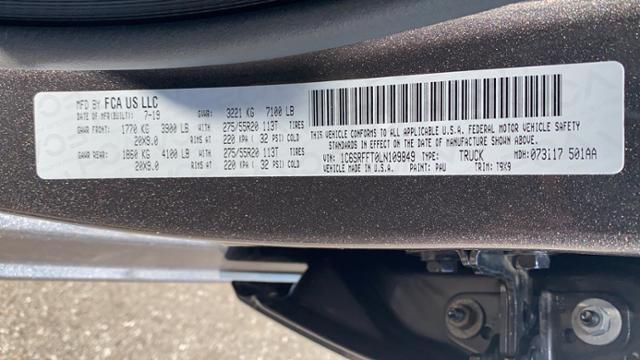 MFD BY FCA US LLC
DATE OF MFR(BUILT): 7-19 GVWR: 3221 KG 7100 LB
GAWR FRONT: 1770 KG 3900 LB WITH 275/55R20 113T TIRES
20X9.0 RIMS AT 220 KPA ( 32 PSI) COLD
GAWR REAR: 1860 KG 4100 LB WITH 275/55R20 113T TIRES
20X9.0 RIMS AT 220 KPA ( 32 PSI) COLD
THIS VEHICLE CONFORMS TO ALL APPLICABLE U.S.A. FEDERAL MOTOR VEHICLE SAFETY
STANDARDS IN EFFECT ON THE DATE OF MANUFACTURE SHOWN ABOVE.
VIN: 1C6SRFFT0LN109849 TYPE: TRUCK MDH: 073117 501AA
VEHICLE MADE IN U.S.A. PAINT: PAU TRIM: T9X9